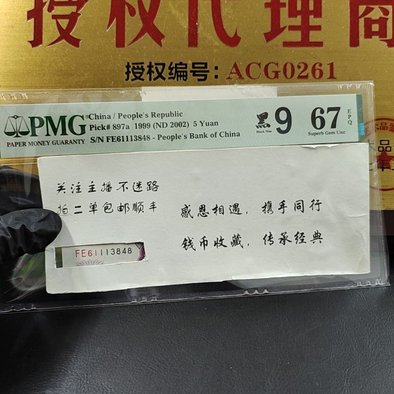 授权代理商
授权编号：ACG0261
PMG
PAPER MONEY GUARANTY
China / People's Republic
Pick# 897a 1999 (ND 2002) 5 Yuan
S/N FE61113848 - People's Bank of China
9
67
EPQ
Superb Gem Unc
关注主播不迷路
拍二单包邮顺丰
感恩相遇，携手同行
钱币收藏，传承经典
FE61113848